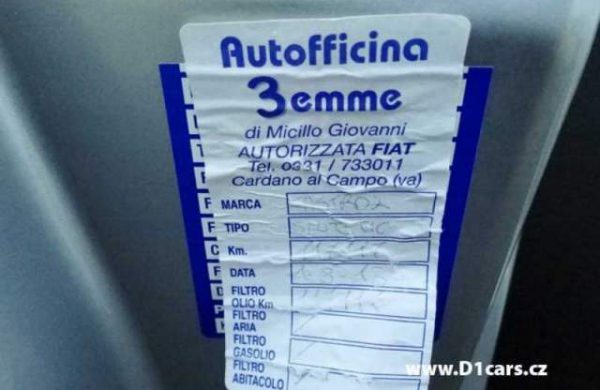 Autofficina
3emme
di Micillo Giovanni
AUTORIZZATA FIAT
Tel. 0331 / 733011
Cardano al Campo (va)
MARCA
TIPO
Km.
DATA
FILTRO
OLIO Km
FILTRO
ARIA
FILTRO
GASOLIO
FILTRO
ABITACOLO
www.D1cars.cz